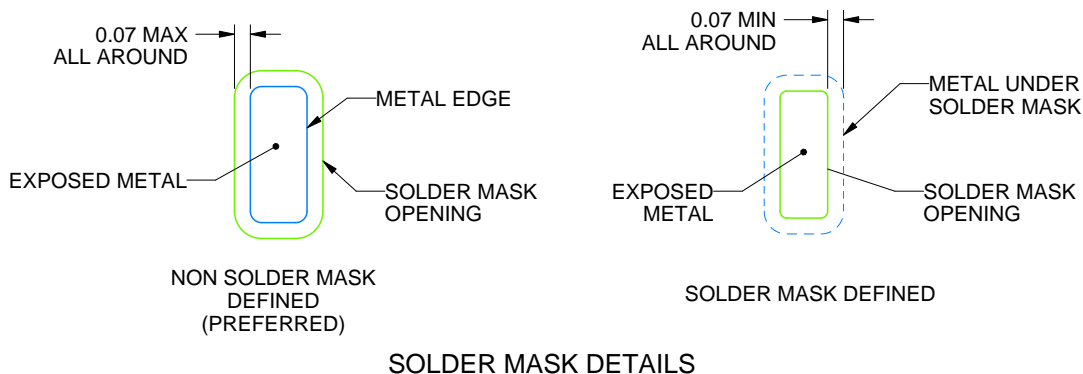 0.07 MAX
ALL AROUND
METAL EDGE
EXPOSED METAL
SOLDER MASK
OPENING
NON SOLDER MASK
DEFINED
(PREFERRED)
0.07 MIN
ALL AROUND
METAL UNDER
SOLDER MASK
EXPOSED
METAL
SOLDER MASK
OPENING
SOLDER MASK DEFINED
SOLDER MASK DETAILS